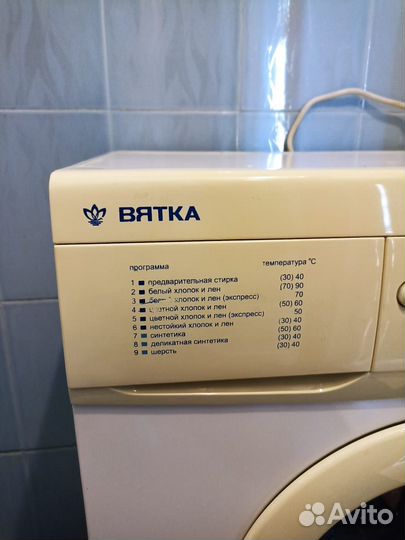 ВЯТКА
программа температура °C
1 предварительная стирка (30) 40
2 белый хлопок и лен (70) 90
3 белый хлопок и лен (экспресс) 70
4 цветной хлопок и лен (50) 60
5 цветной хлопок и лен (экспресс) 50
6 нестойкий хлопок и лен (30) 40
7 синтетика (50) 60
8 деликатная синтетика (30) 40
9 шерсть (30) 40
Avito